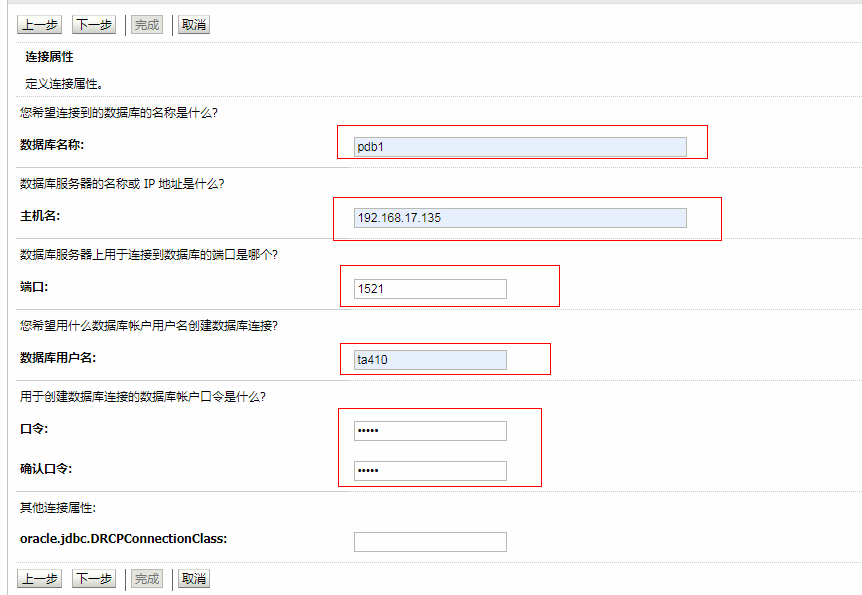 上一步 下一步 完成 取消
连接属性
定义连接属性。
您希望连接到的数据库的名称是什么?
数据库名称: pdb1
数据库服务器的名称或 IP 地址是什么?
主机名: 192.168.17.135
数据库服务器上用于连接到数据库的端口是哪个?
端口: 1521
您希望用什么数据库帐户用户名创建数据库连接?
数据库用户名: ta410
用于创建数据库连接的数据库帐户口令是什么?
口令: •••••
确认口令: •••••
其他连接属性:
oracle.jdbc.DRCPConnectionClass:
上一步 下一步 完成 取消